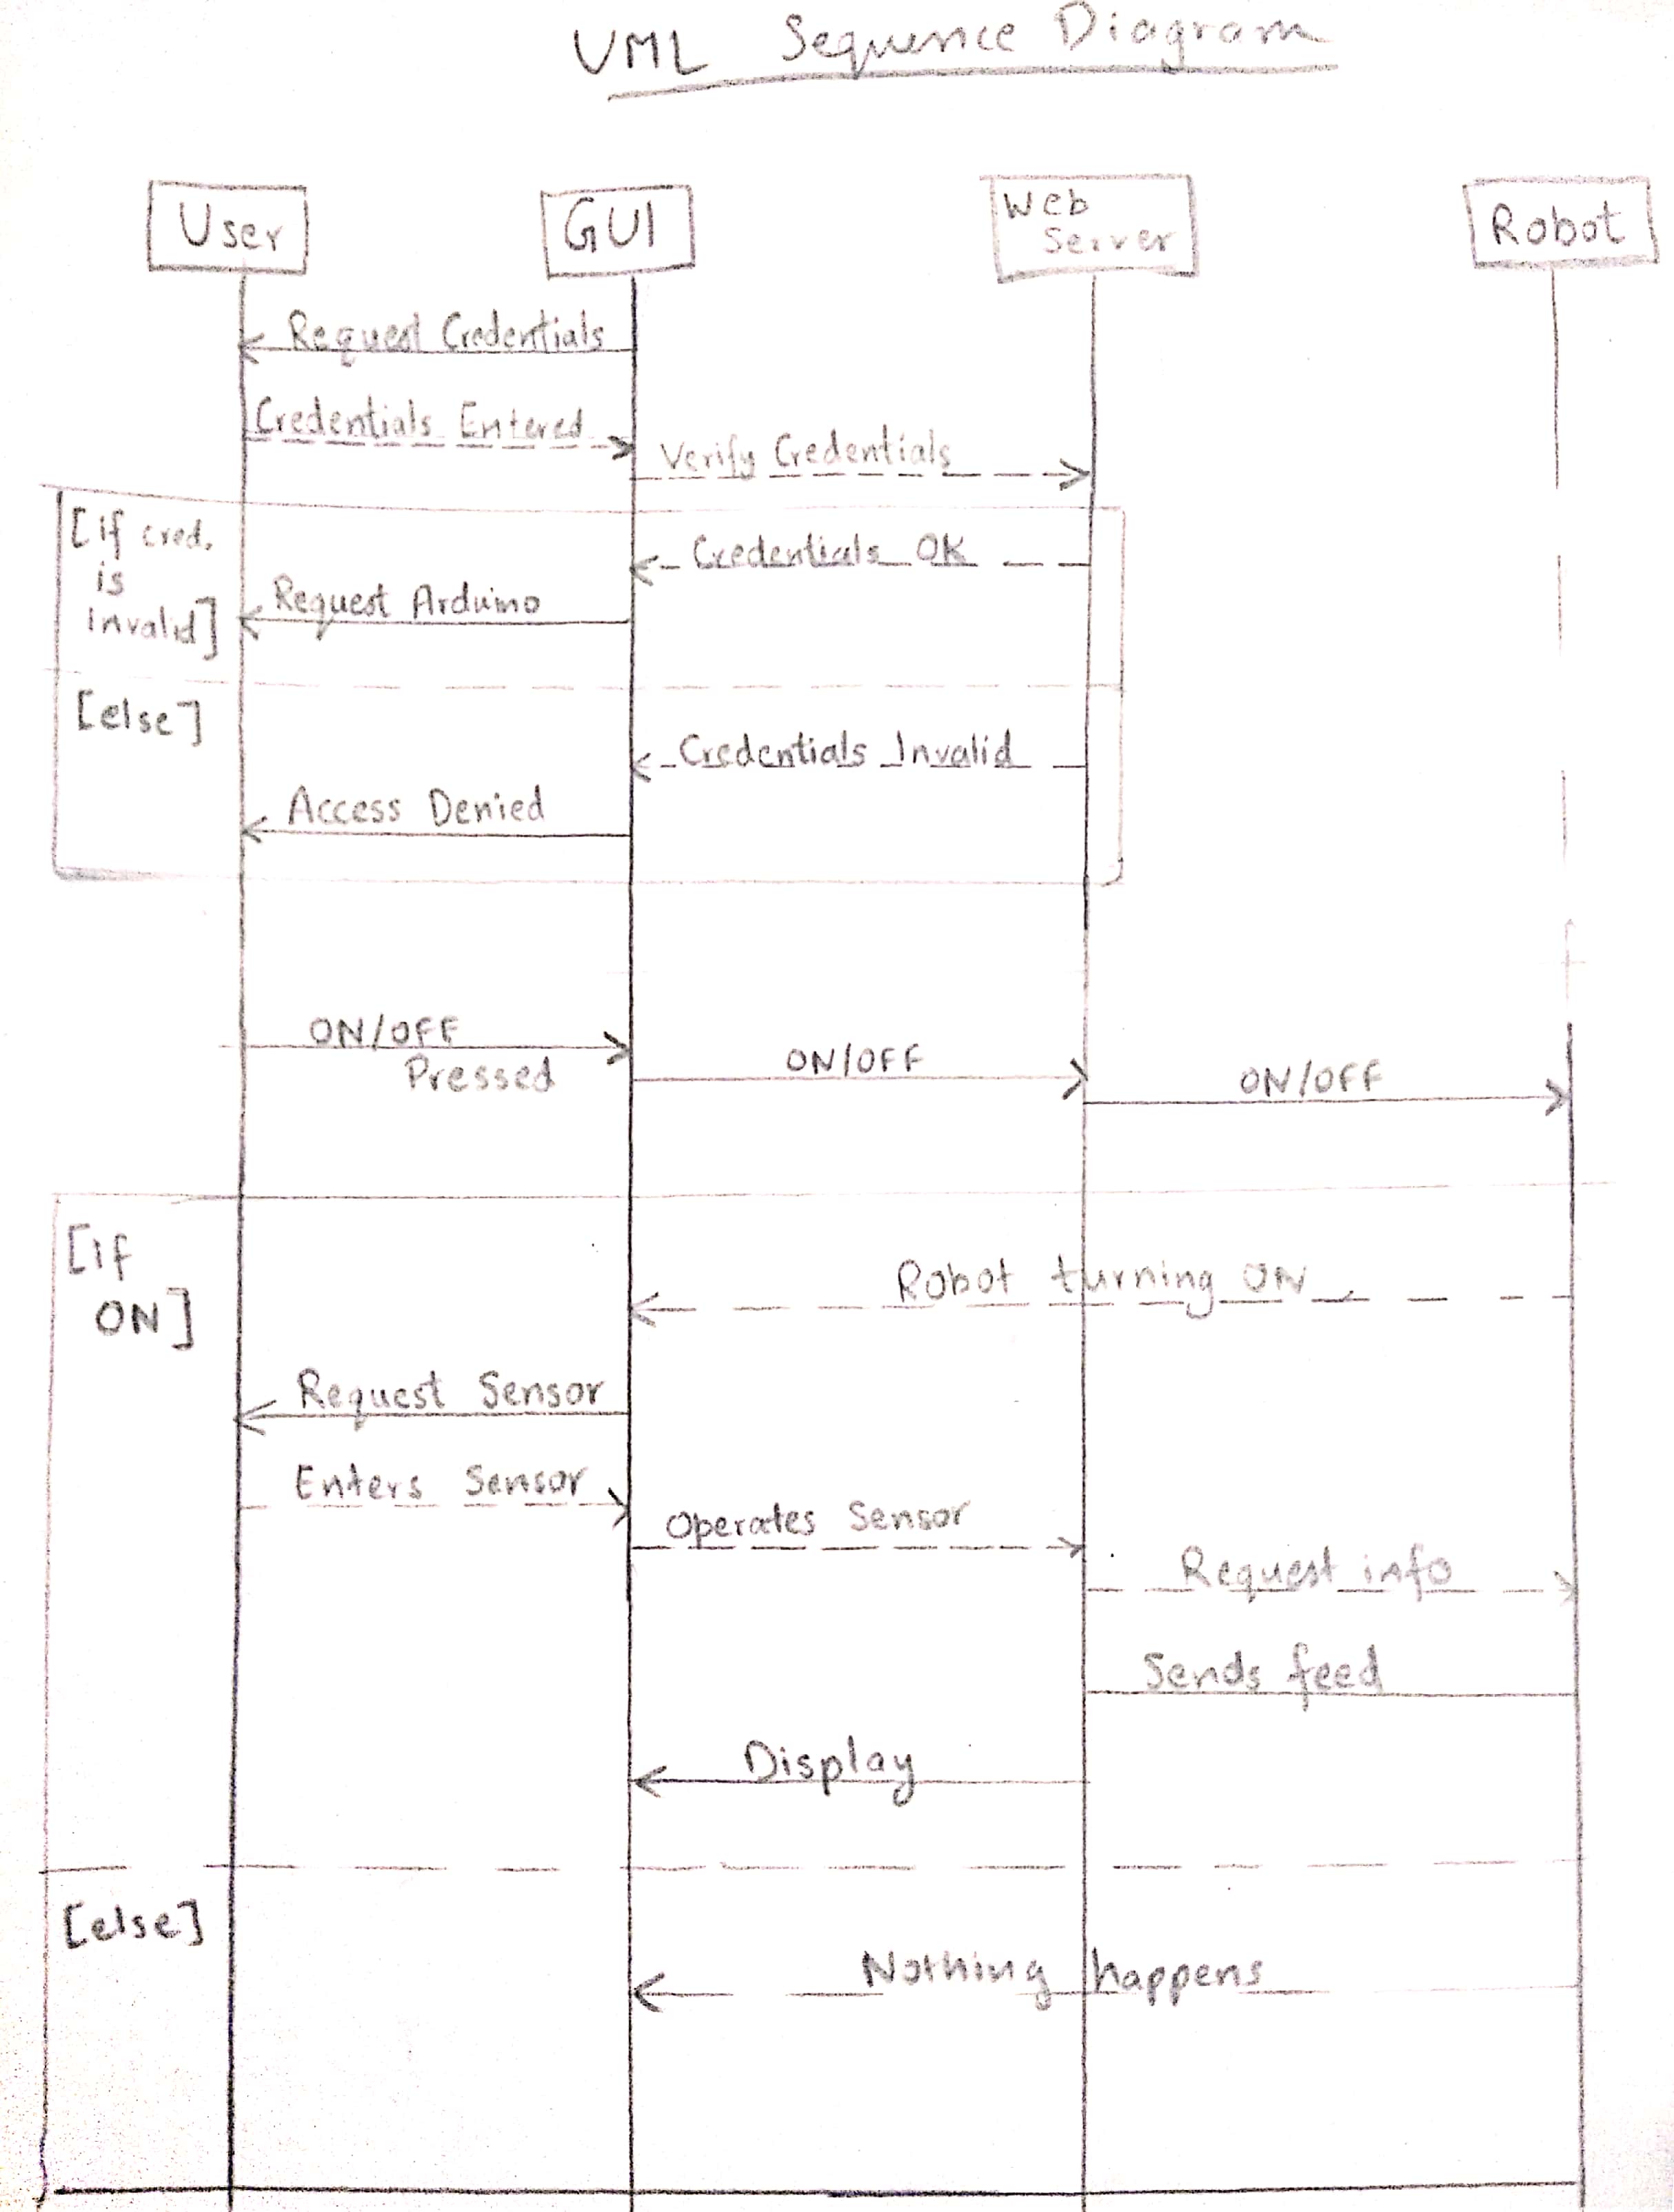 UML Sequence Diagram
User
GUI
Web
Server
Robot
Request Credentials
Credentials Entered
Verify Credentials
[if cred.
is
invalid]
Credentials OK
Request Arduino
[else]
Credentials Invalid
Access Denied
ON/OFF
Pressed
ON/OFF
ON/OFF
[if
ON]
Robot turning ON
Request Sensor
Enters Sensor
Operates Sensor
Request info
Sends feed
Display
[else]
Nothing happens